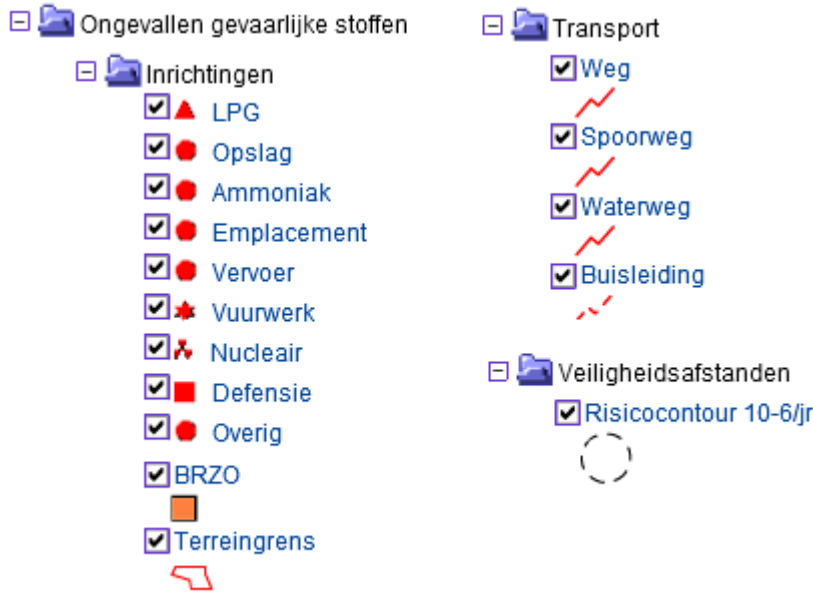 Ongevallen gevaarlijke stoffen
Inrichtingen
LPG
Opslag
Ammoniak
Emplacement
Vervoer
Vuurwerk
Nucleair
Defensie
Overig
BRZO
Terreingrens
Transport
Weg
Spoorweg
Waterweg
Buisleiding
Veiligheidsafstanden
Risicocontour 10-6/jr